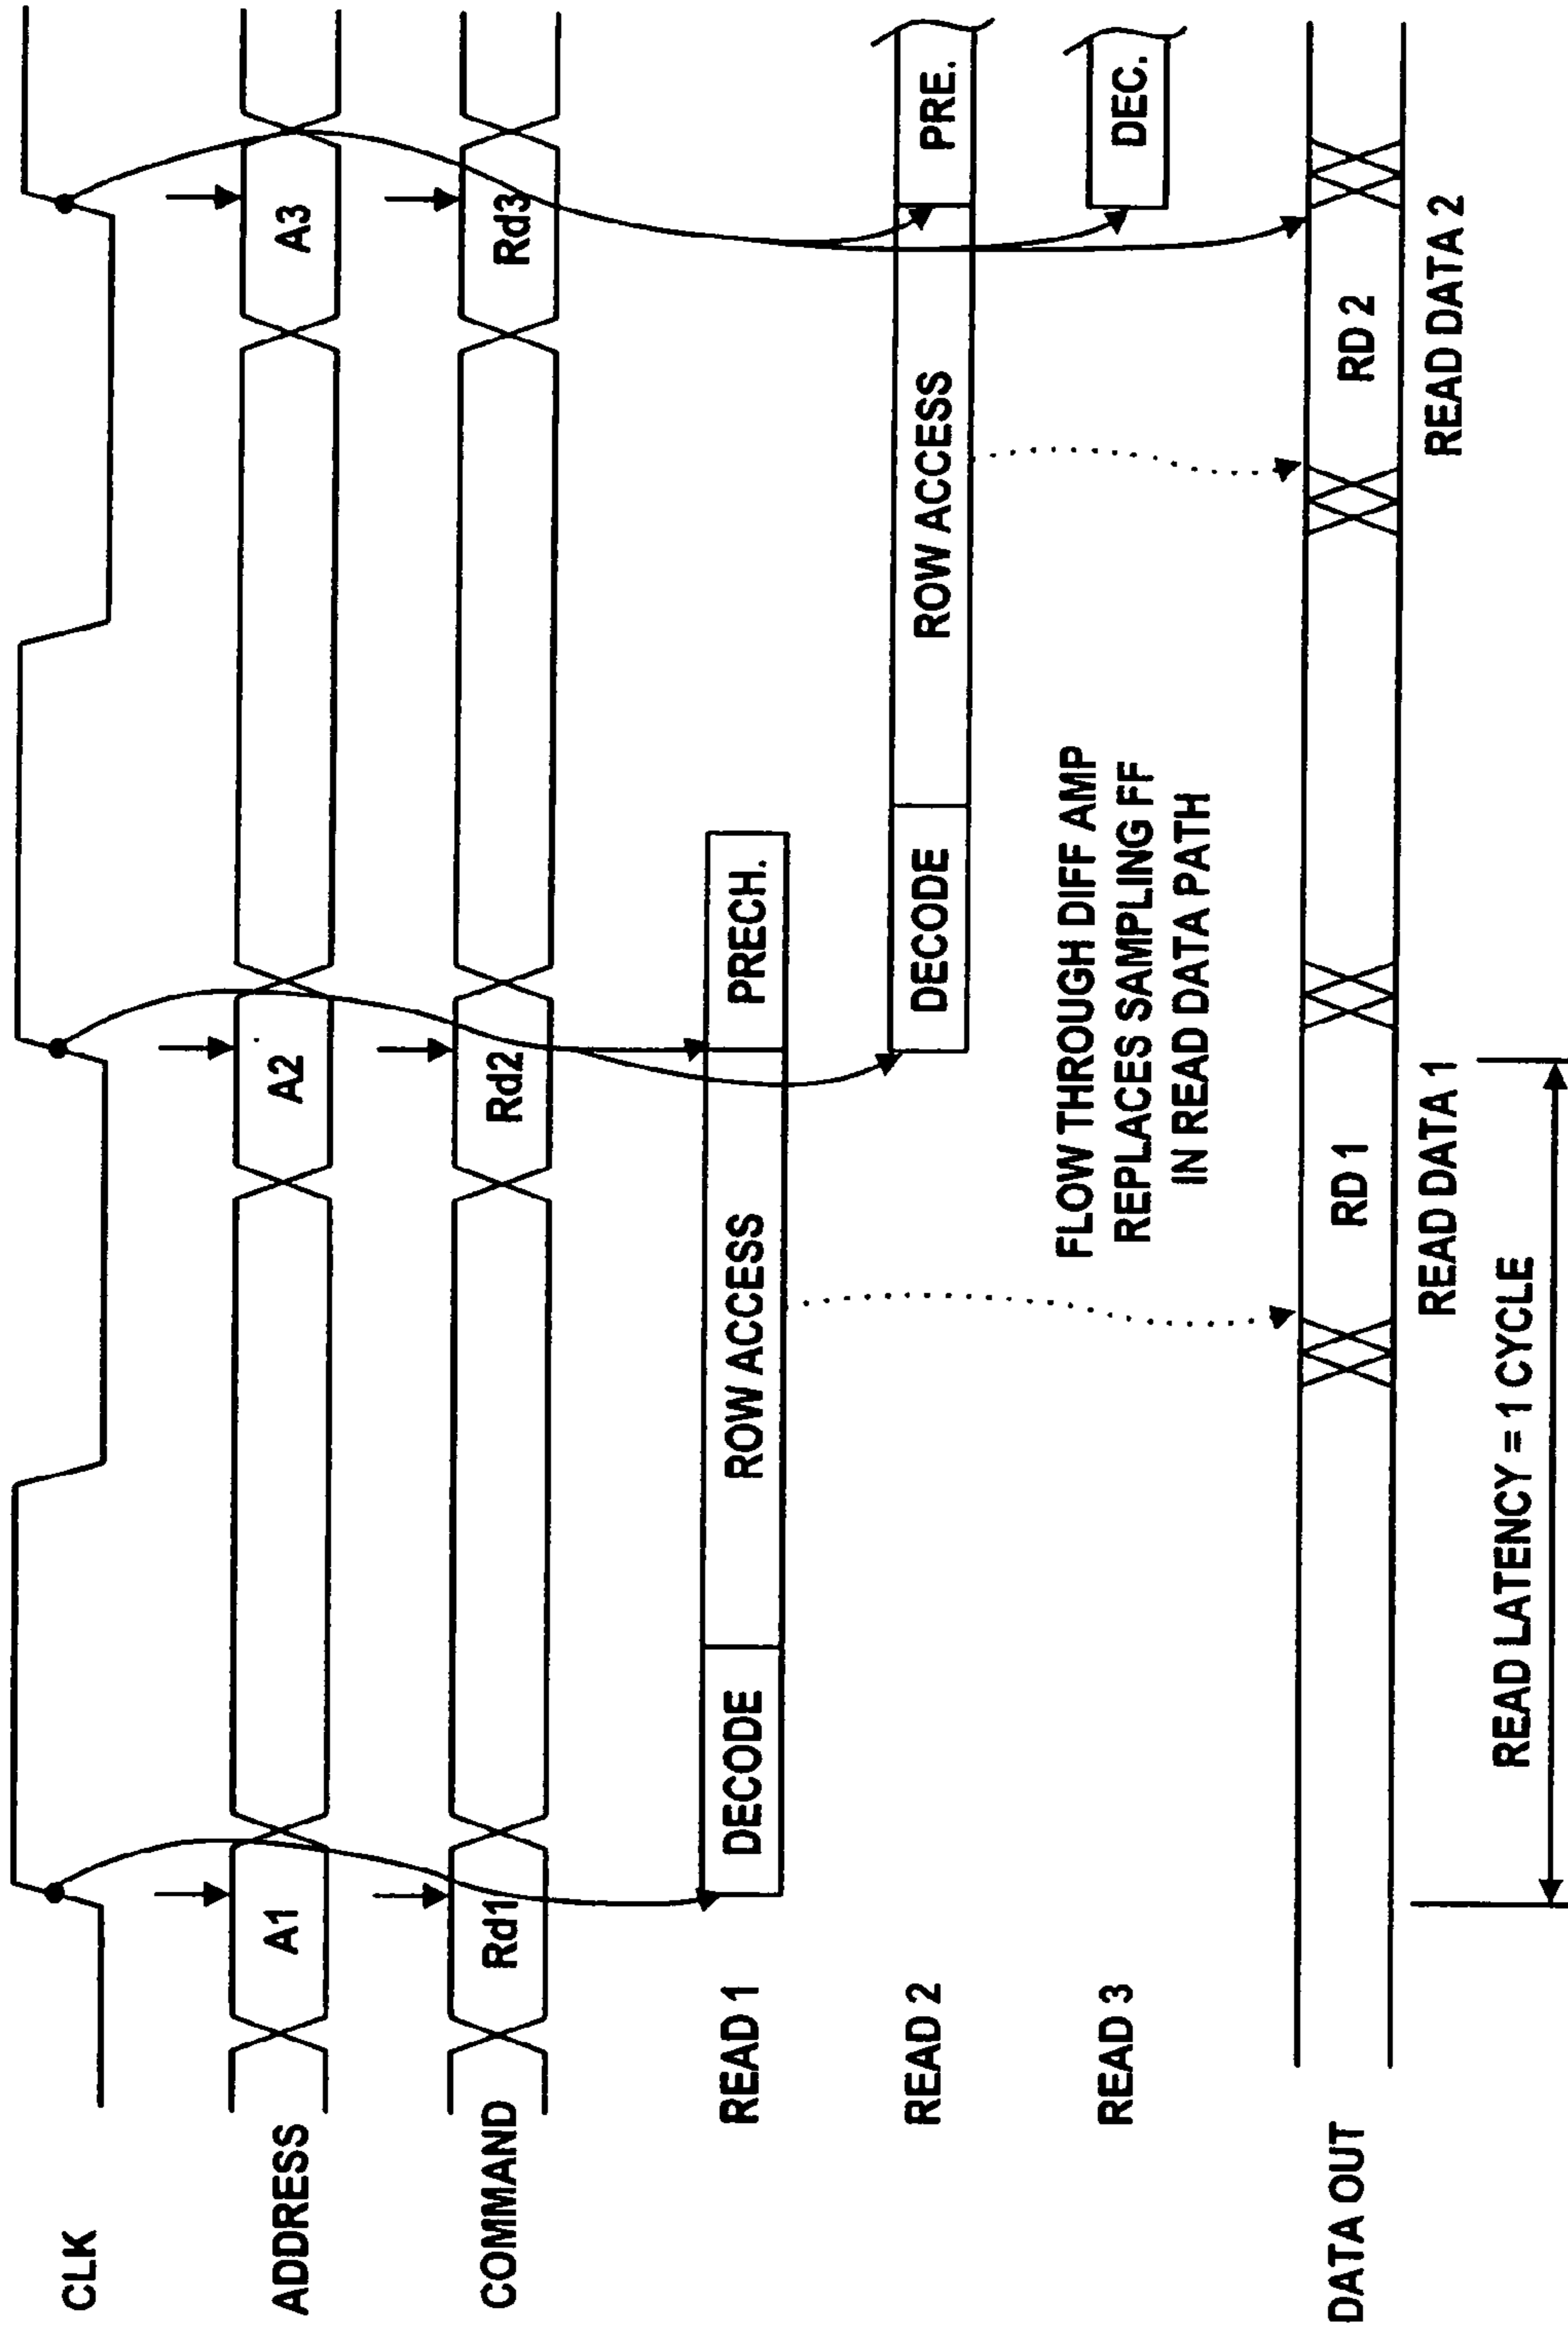 CLK
ADDRESS
A1
A2
A3
COMMAND
Rd1
Rd2
Rd3
READ 1
DECODE
ROW ACCESS
PRECH.
READ 2
DECODE
ROW ACCESS
PRE.
READ 3
DEC.
FLOW THROUGH DIFF AMP
REPLACES SAMPLING FF
IN READ DATA PATH
DATA OUT
RD 1
RD 2
READ DATA 1
READ DATA 2
READ LATENCY = 1 CYCLE